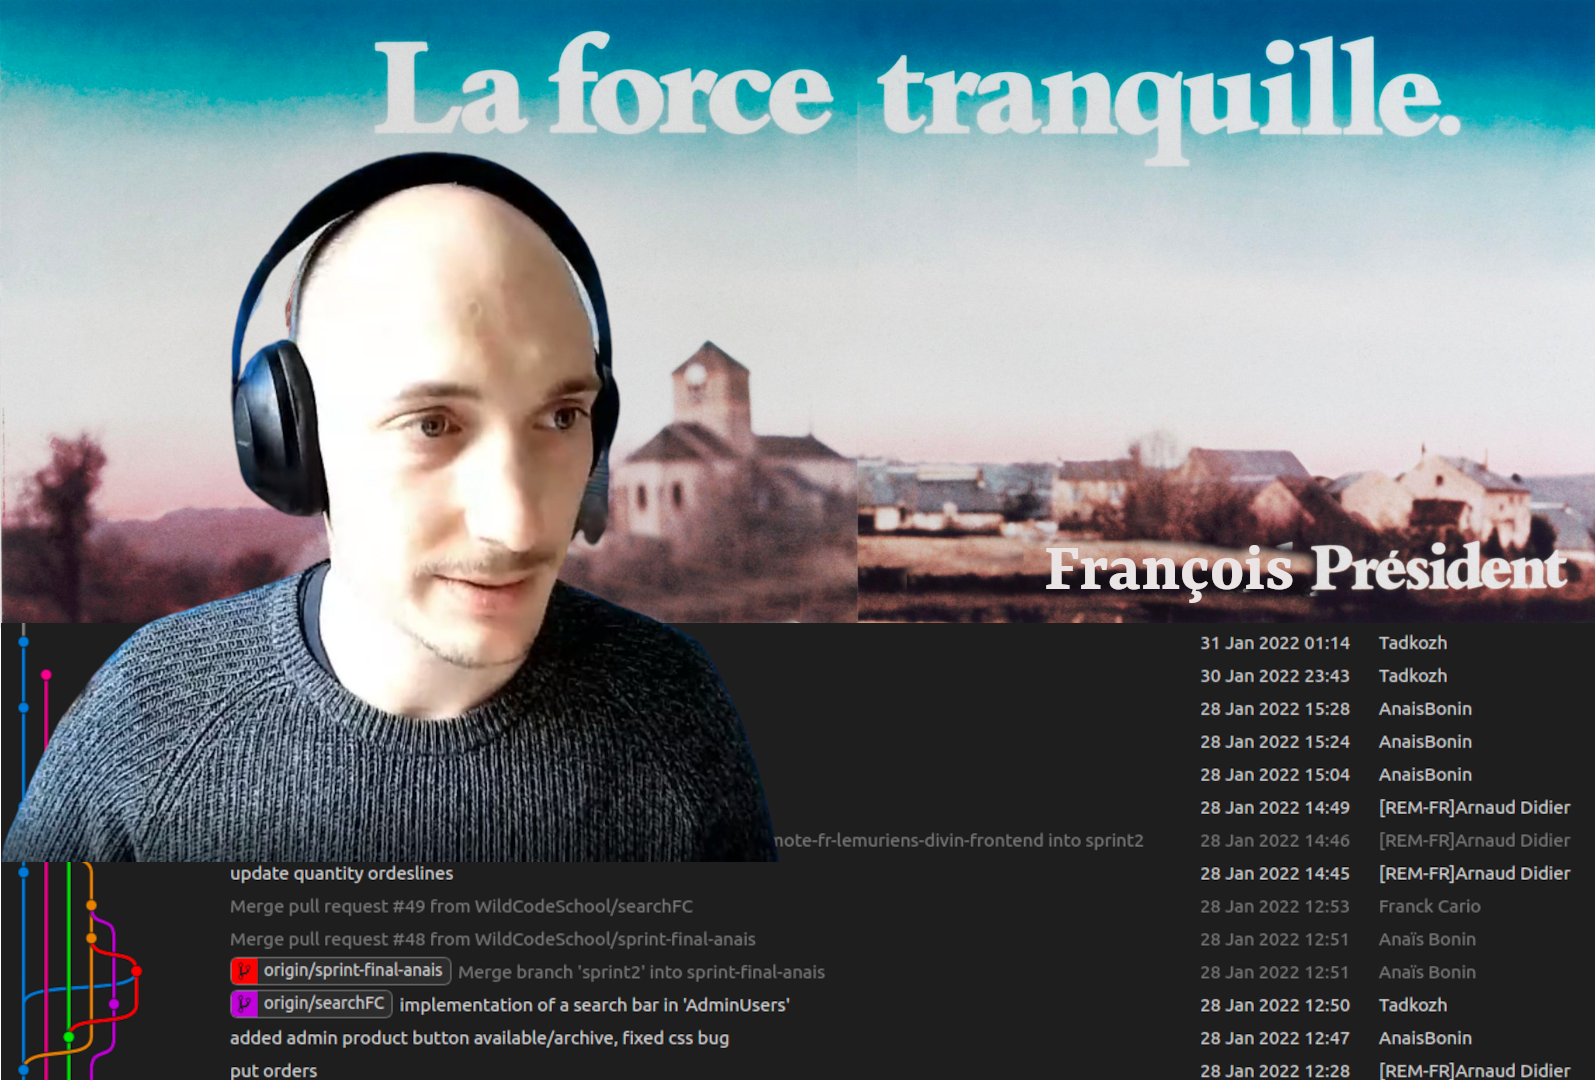 La force tranquille.
François Président
31 Jan 2022 01:14 Tadkozh
30 Jan 2022 23:43 Tadkozh
28 Jan 2022 15:28 AnaisBonin
28 Jan 2022 15:24 AnaisBonin
28 Jan 2022 15:04 AnaisBonin
28 Jan 2022 14:49 [REM-FR]Arnaud Didier
note-fr-lemuriens-divin-frontend into sprint2 28 Jan 2022 14:46 [REM-FR]Arnaud Didier
update quantity ordeslines 28 Jan 2022 14:45 [REM-FR]Arnaud Didier
Merge pull request #49 from WildCodeSchool/searchFC 28 Jan 2022 12:53 Franck Cario
Merge pull request #48 from WildCodeSchool/sprint-final-anais 28 Jan 2022 12:51 Anaïs Bonin
origin/sprint-final-anais Merge branch 'sprint2' into sprint-final-anais 28 Jan 2022 12:51 Anaïs Bonin
origin/searchFC implementation of a search bar in 'AdminUsers' 28 Jan 2022 12:50 Tadkozh
added admin product button available/archive, fixed css bug 28 Jan 2022 12:47 AnaisBonin
put orders 28 Jan 2022 12:28 [REM-FR]Arnaud Didier